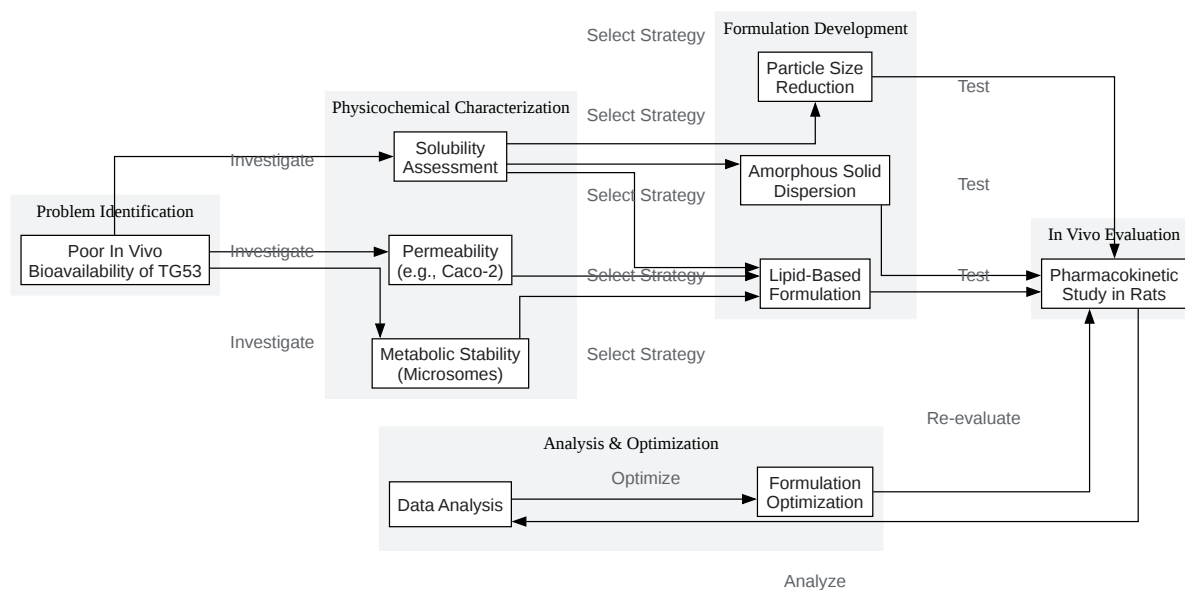 Problem Identification
Poor In Vivo
Bioavailability of TG53
Investigate
Investigate
Investigate
Physicochemical Characterization
Solubility
Assessment
Permeability
(e.g., Caco-2)
Metabolic Stability
(Microsomes)
Select Strategy
Select Strategy
Select Strategy
Select Strategy
Select Strategy
Formulation Development
Particle Size
Reduction
Amorphous Solid
Dispersion
Lipid-Based
Formulation
Test
Test
Test
In Vivo Evaluation
Pharmacokinetic
Study in Rats
Re-evaluate
Analysis & Optimization
Data Analysis
Optimize
Formulation
Optimization
Analyze